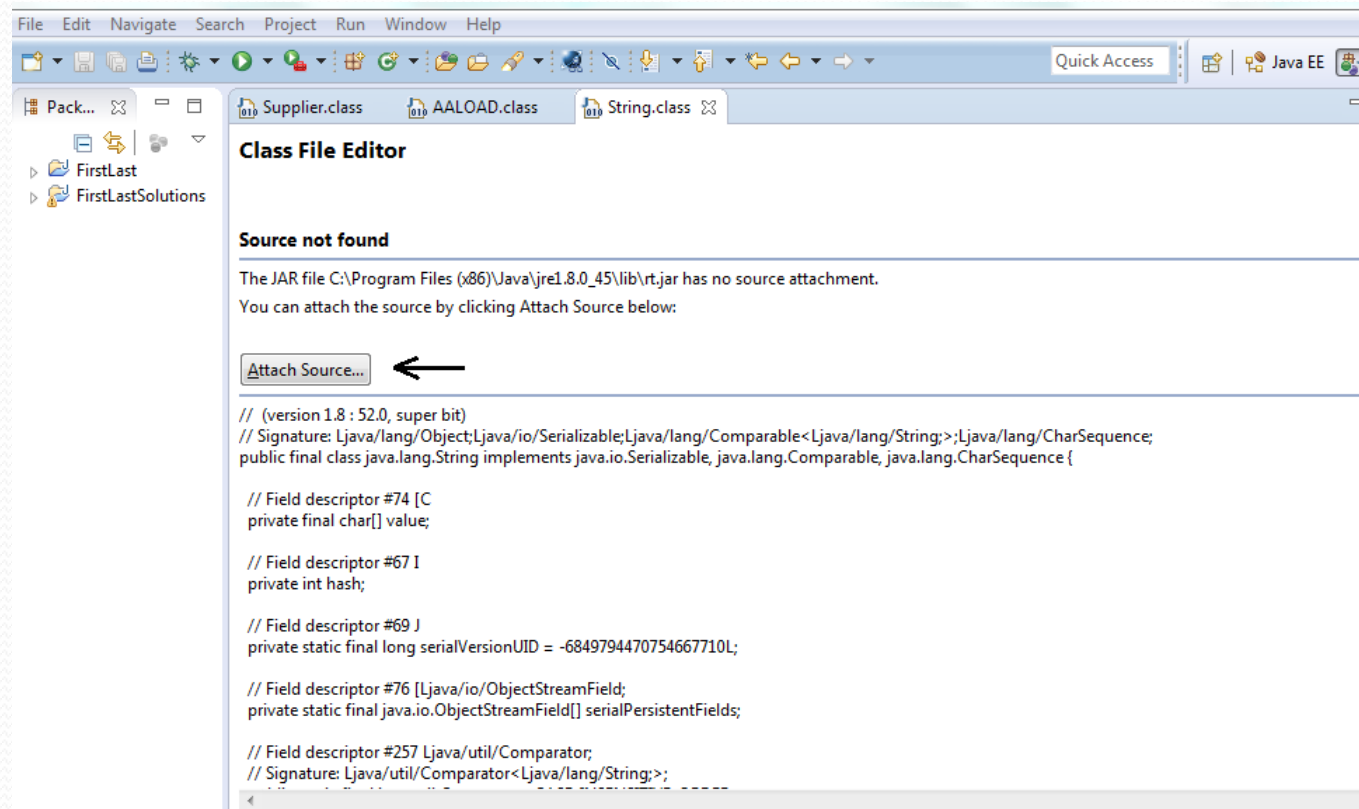 File Edit Navigate Search Project Run Window Help
Quick Access
Java EE
Pack...
Supplier.class
AALOAD.class
String.class
FirstLast
FirstLastSolutions
Class File Editor
Source not found
The JAR file C:\Program Files (x86)\Java\jre1.8.0_45\lib\rt.jar has no source attachment.
You can attach the source by clicking Attach Source below:
Attach Source...
// (version 1.8 : 52.0, super bit)
// Signature: Ljava/lang/Object;Ljava/io/Serializable;Ljava/lang/Comparable<Ljava/lang/String;>;Ljava/lang/CharSequence;
public final class java.lang.String implements java.io.Serializable, java.lang.Comparable, java.lang.CharSequence {
// Field descriptor #74 [C
private final char[] value;
// Field descriptor #67 I
private int hash;
// Field descriptor #69 J
private static final long serialVersionUID = -6849794470754667710L;
// Field descriptor #76 [Ljava/io/ObjectStreamField;
private static final java.io.ObjectStreamField[] serialPersistentFields;
// Field descriptor #257 Ljava/util/Comparator;
// Signature: Ljava/util/Comparator<Ljava/lang/String;>;